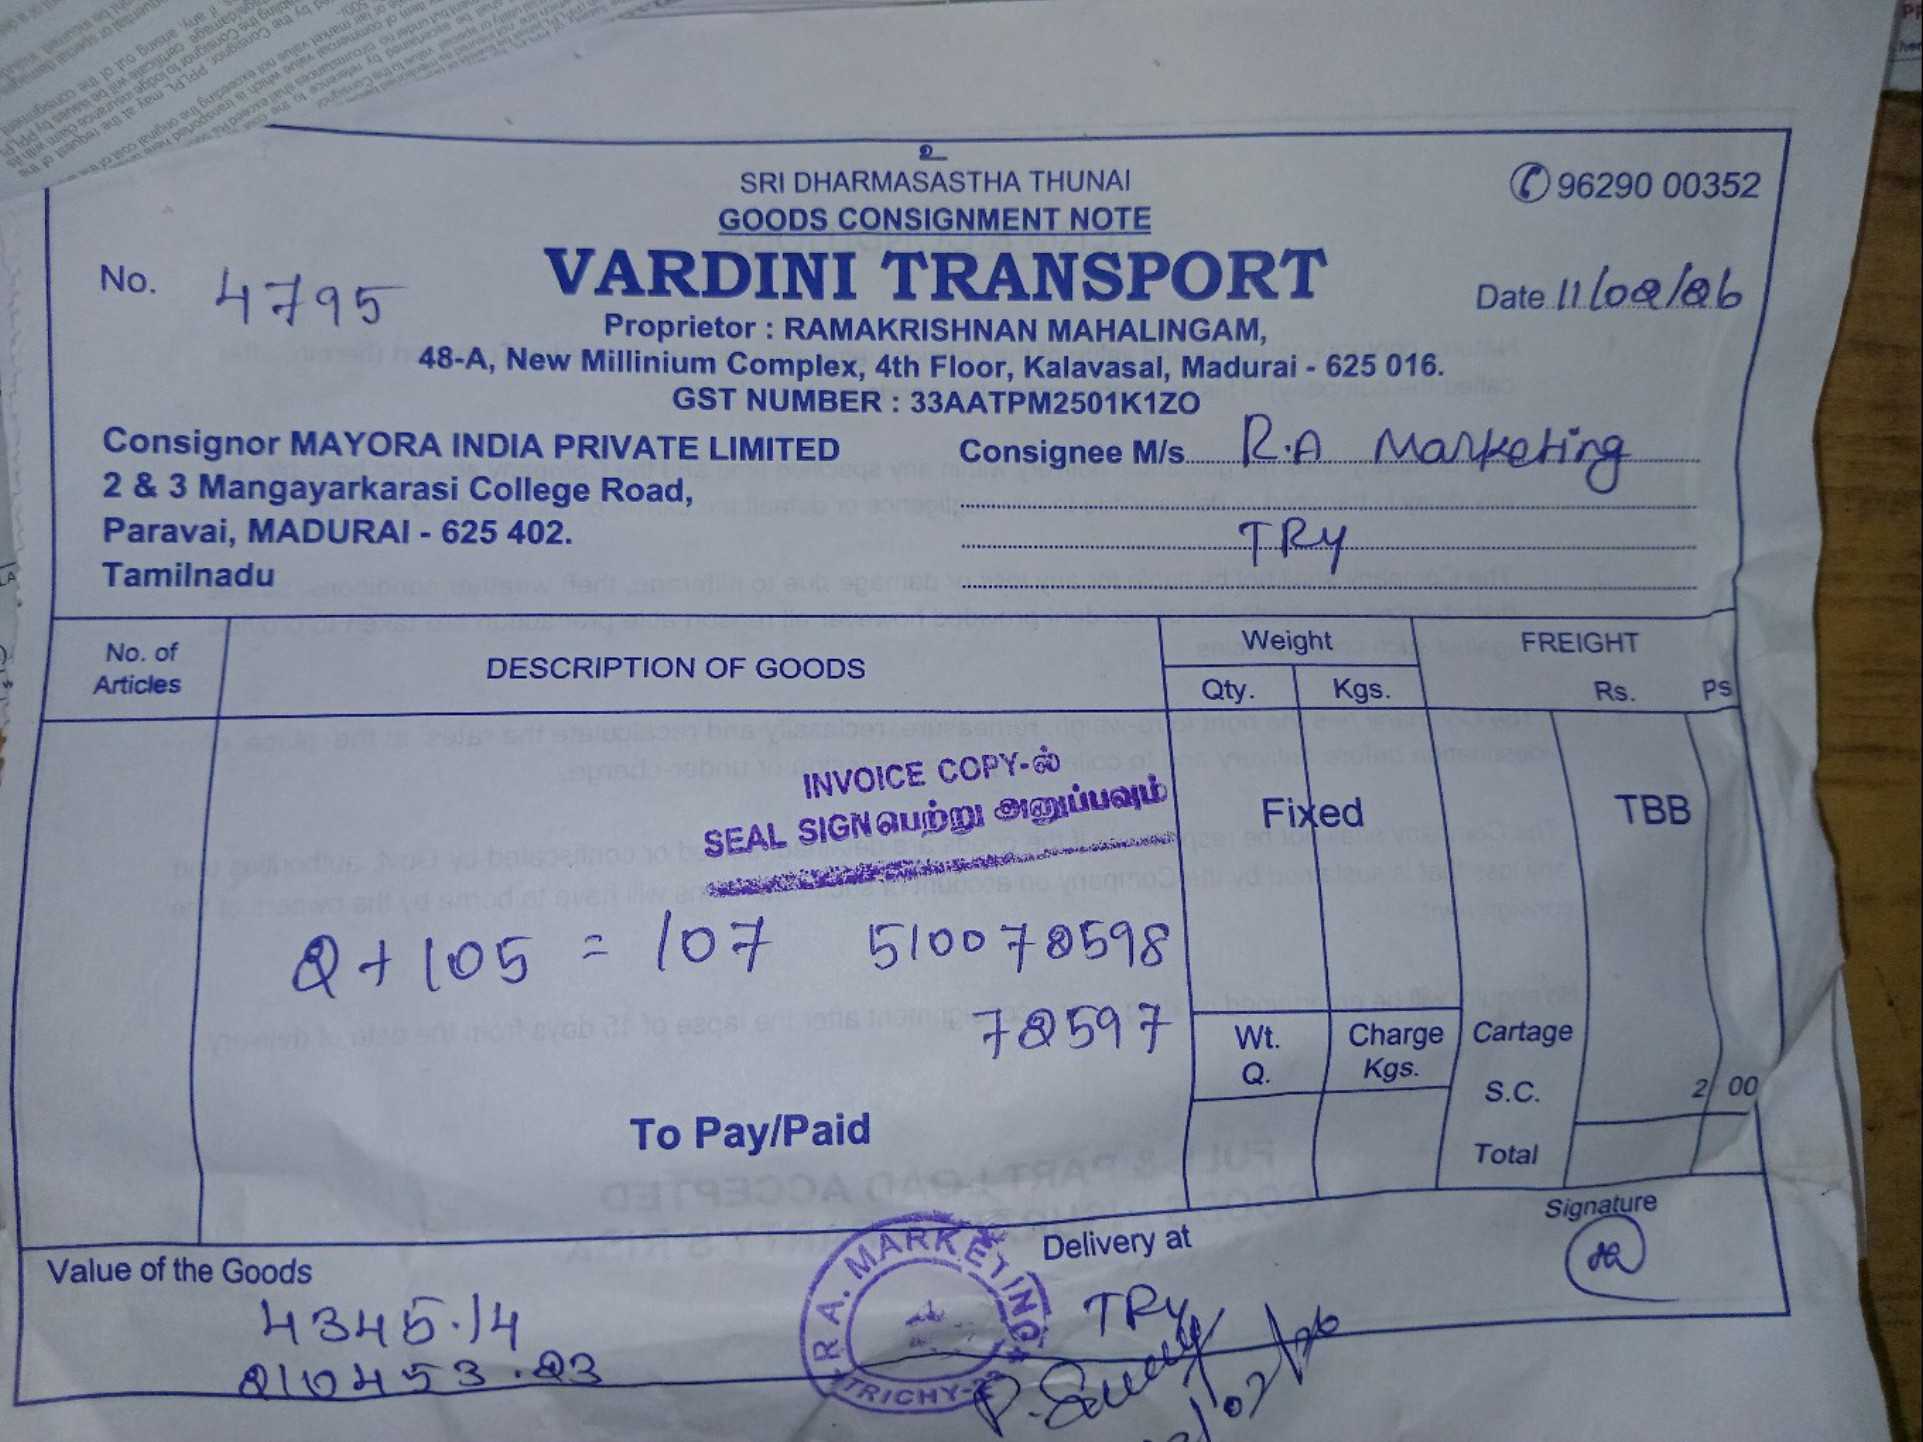 உ
SRI DHARMASASTHA THUNAI
GOODS CONSIGNMENT NOTE
✆ 96290 00352
No. 4795
VARDINI TRANSPORT
Date 11/02/26
Proprietor : RAMAKRISHNAN MAHALINGAM,
48-A, New Millinium Complex, 4th Floor, Kalavasal, Madurai - 625 016.
GST NUMBER : 33AATPM2501K1ZO
Consignor MAYORA INDIA PRIVATE LIMITED
2 & 3 Mangayarkarasi College Road,
Paravai, MADURAI - 625 402.
Tamilnadu
Consignee M/s. R.A Marketing
TRY
No. of Articles
DESCRIPTION OF GOODS
Weight
Qty. Kgs.
FREIGHT
Rs. Ps
INVOICE COPY-ல்
SEAL SIGN பெற்று அனுப்பவும்
Fixed
TBB
2+105 = 107 510072598
72597
Wt. Q.
Charge Kgs.
Cartage
S.C. 2 00
Total
To Pay/Paid
Value of the Goods
4345.14
210453.23
R.A. MARKETING
TRICHY
Delivery at
TRY
Signature